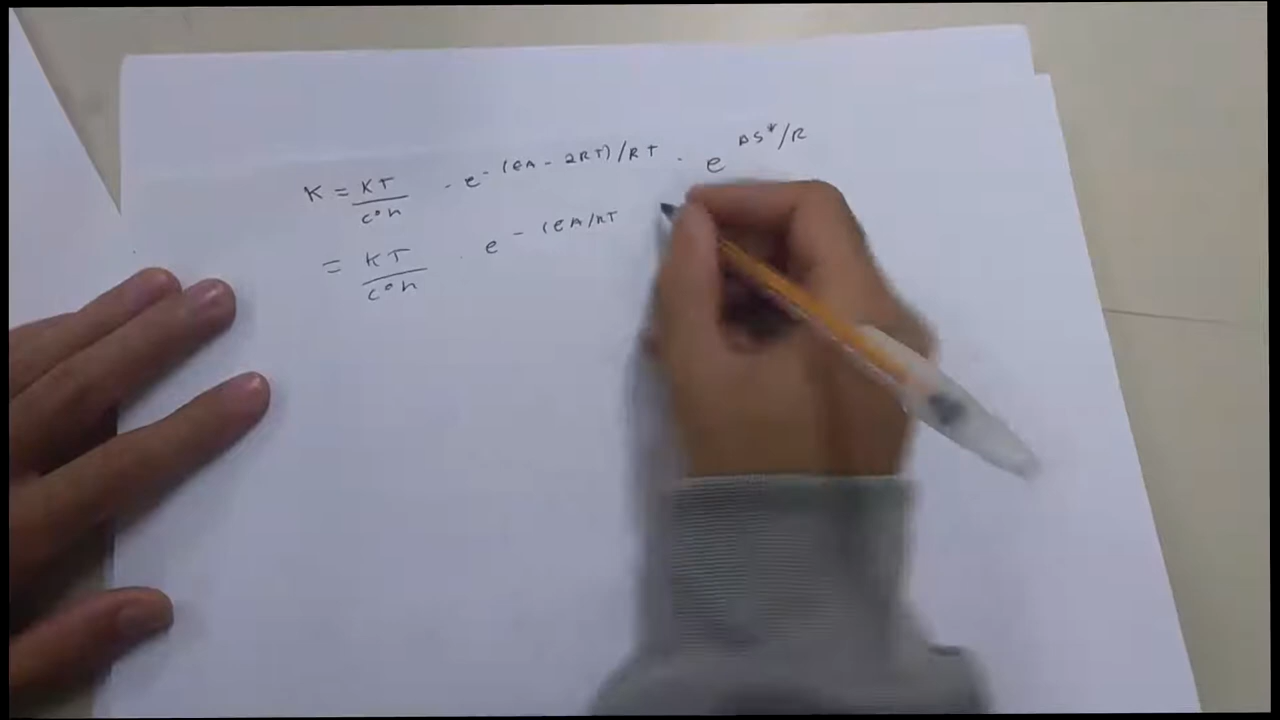 K = KT / c°h · e^-(EA - 2RT)/RT · e^ΔS*/R
= KT / c°h · e^-(EA/RT